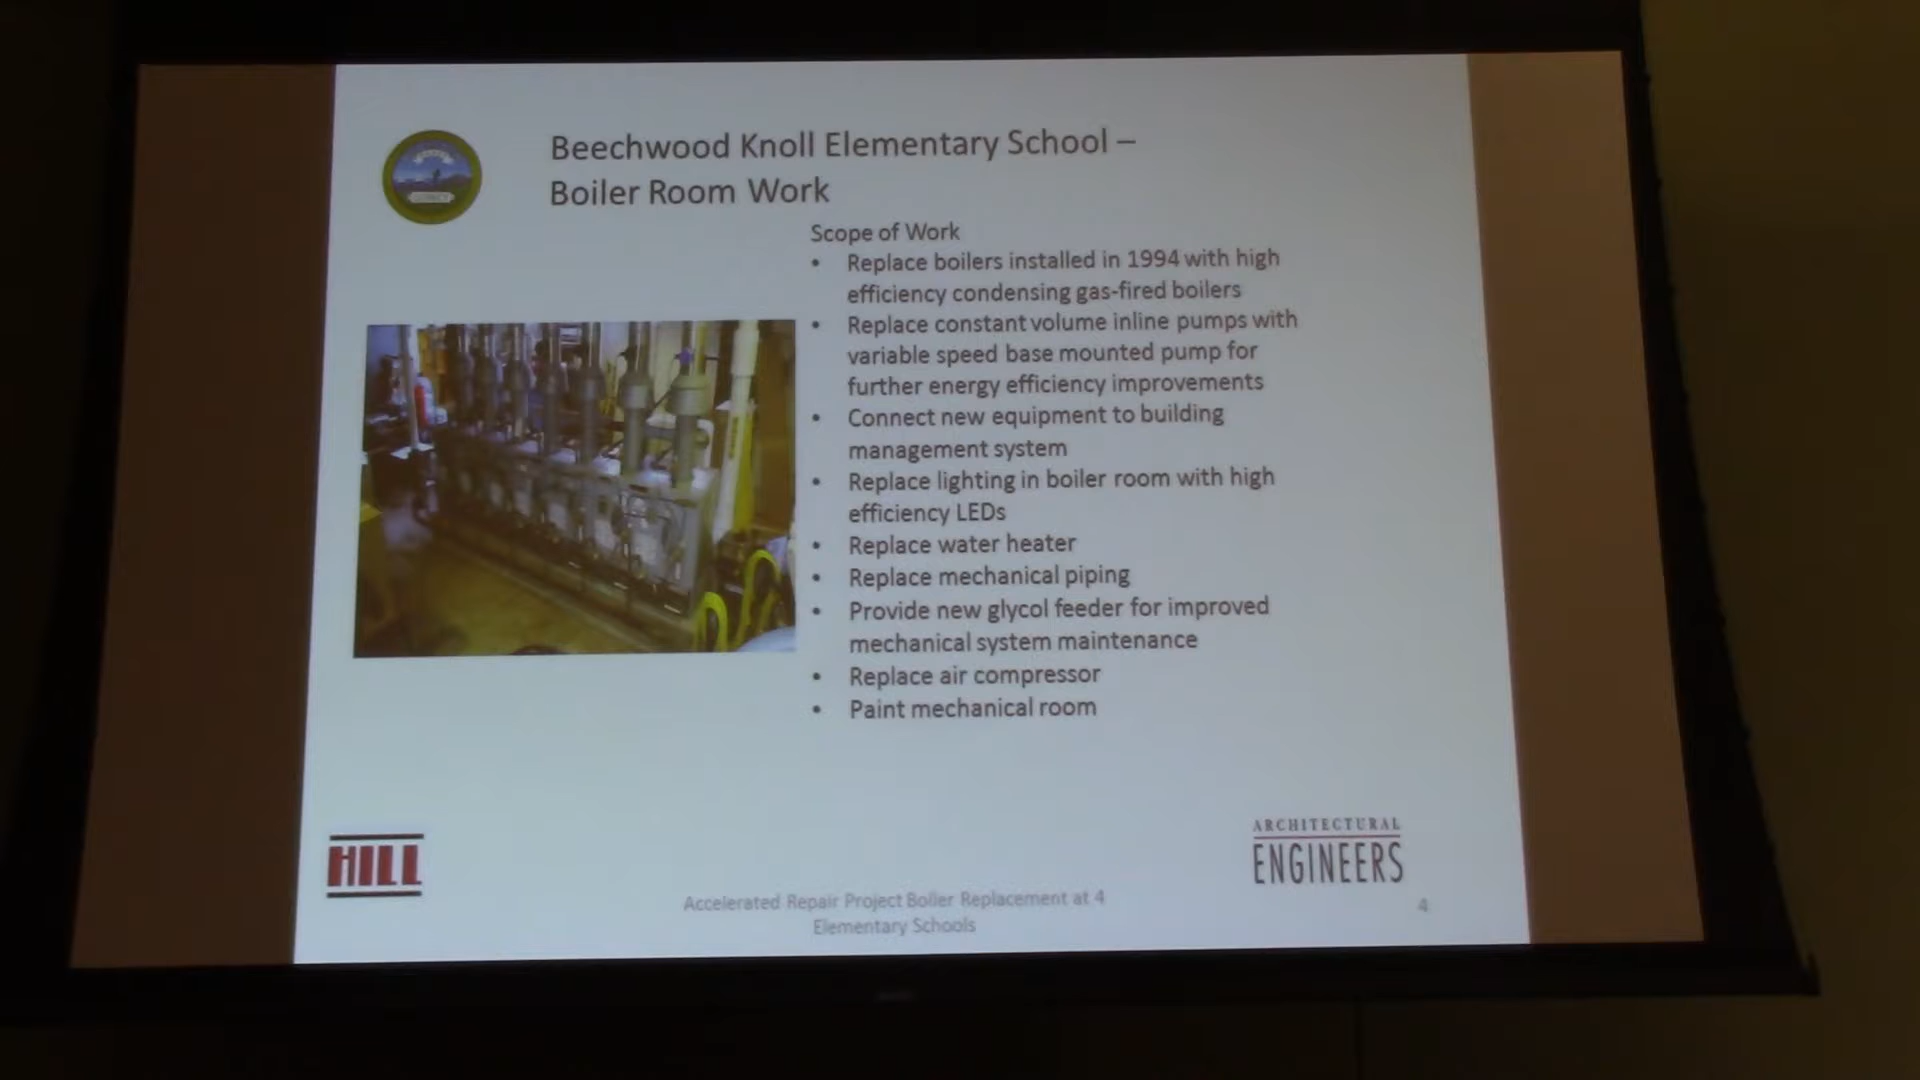 Beechwood Knoll Elementary School –
Boiler Room Work
Scope of Work
• Replace boilers installed in 1994 with high
efficiency condensing gas-fired boilers
• Replace constant volume inline pumps with
variable speed base mounted pump for
further energy efficiency improvements
• Connect new equipment to building
management system
• Replace lighting in boiler room with high
efficiency LEDs
• Replace water heater
• Replace mechanical piping
• Provide new glycol feeder for improved
mechanical system maintenance
• Replace air compressor
• Paint mechanical room
HILL
ARCHITECTURAL
ENGINEERS
Accelerated Repair Project Boiler Replacement at 4
Elementary Schools
4